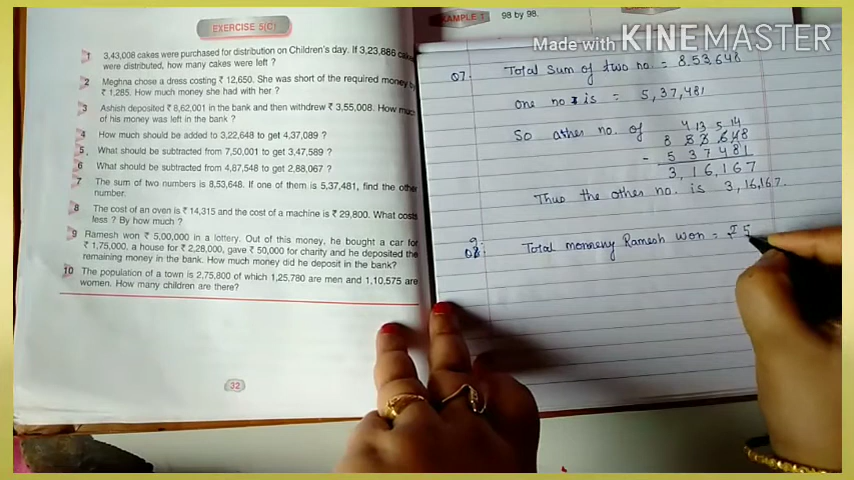 EXERCISE 5(C)
1 3,43,008 cakes were purchased for distribution on Children's day. If 3,23,886 cakes
were distributed, how many cakes were left ?
2 Meghna chose a dress costing ₹ 12,650. She was short of the required money by
₹ 1,285. How much money she had with her ?
3 Ashish deposited ₹ 8,62,001 in the bank and then withdrew ₹ 3,55,008. How much
of his money was left in the bank ?
4 How much should be added to 3,22,648 to get 4,37,089 ?
5. What should be subtracted from 7,50,001 to get 3,47,589 ?
6 What should be subtracted from 4,87,548 to get 2,88,067 ?
7 The sum of two numbers is 8,53,648. If one of them is 5,37,481, find the other
number.
8 The cost of an oven is ₹ 14,315 and the cost of a machine is ₹ 29,800. What costs
less ? By how much ?
9 Ramesh won ₹ 5,00,000 in a lottery. Out of this money, he bought a car for
₹ 1,75,000, a house for ₹ 2,28,000, gave ₹ 50,000 for charity and he deposited the
remaining money in the bank. How much money did he deposit in the bank?
10 The population of a town is 2,75,800 of which 1,25,780 are men and 1,10,575 are
women. How many children are there?
32
EXAMPLE 1 98 by 98.
Made with KINEMASTER
Q7. Total Sum of two no. = 8,53,648
one no is = 5,37,481
So other no. of
4 13 5 14
8 5 3 6 4 8
- 5 3 7 4 8 1
3,16,167
Thus the other no. is 3,16,167.
Q9. Total monneny Ramesh won = ₹ 5